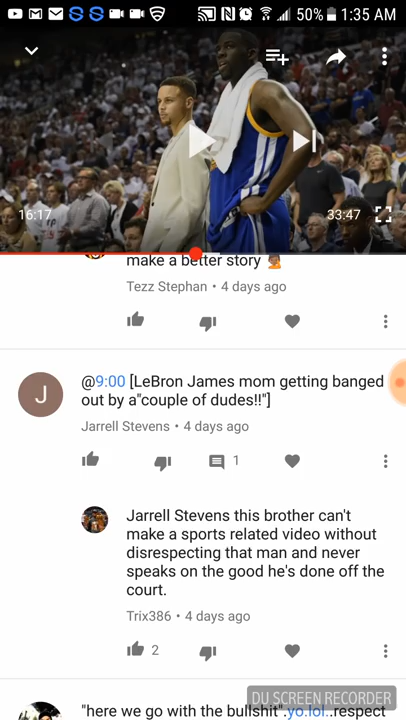 50% 1:35 AM
16:17
33:47
make a better story 🙍🏽
Tezz Stephan • 4 days ago
J
@9:00 [LeBron James mom getting banged
out by a"couple of dudes!!"]
Jarrell Stevens • 4 days ago
1
Jarrell Stevens this brother can't
make a sports related video without
disrespecting that man and never
speaks on the good he's done off the
court.
Trix386 • 4 days ago
2
DU SCREEN RECORDER
"here we go with the bullshit".yo.lol..respect